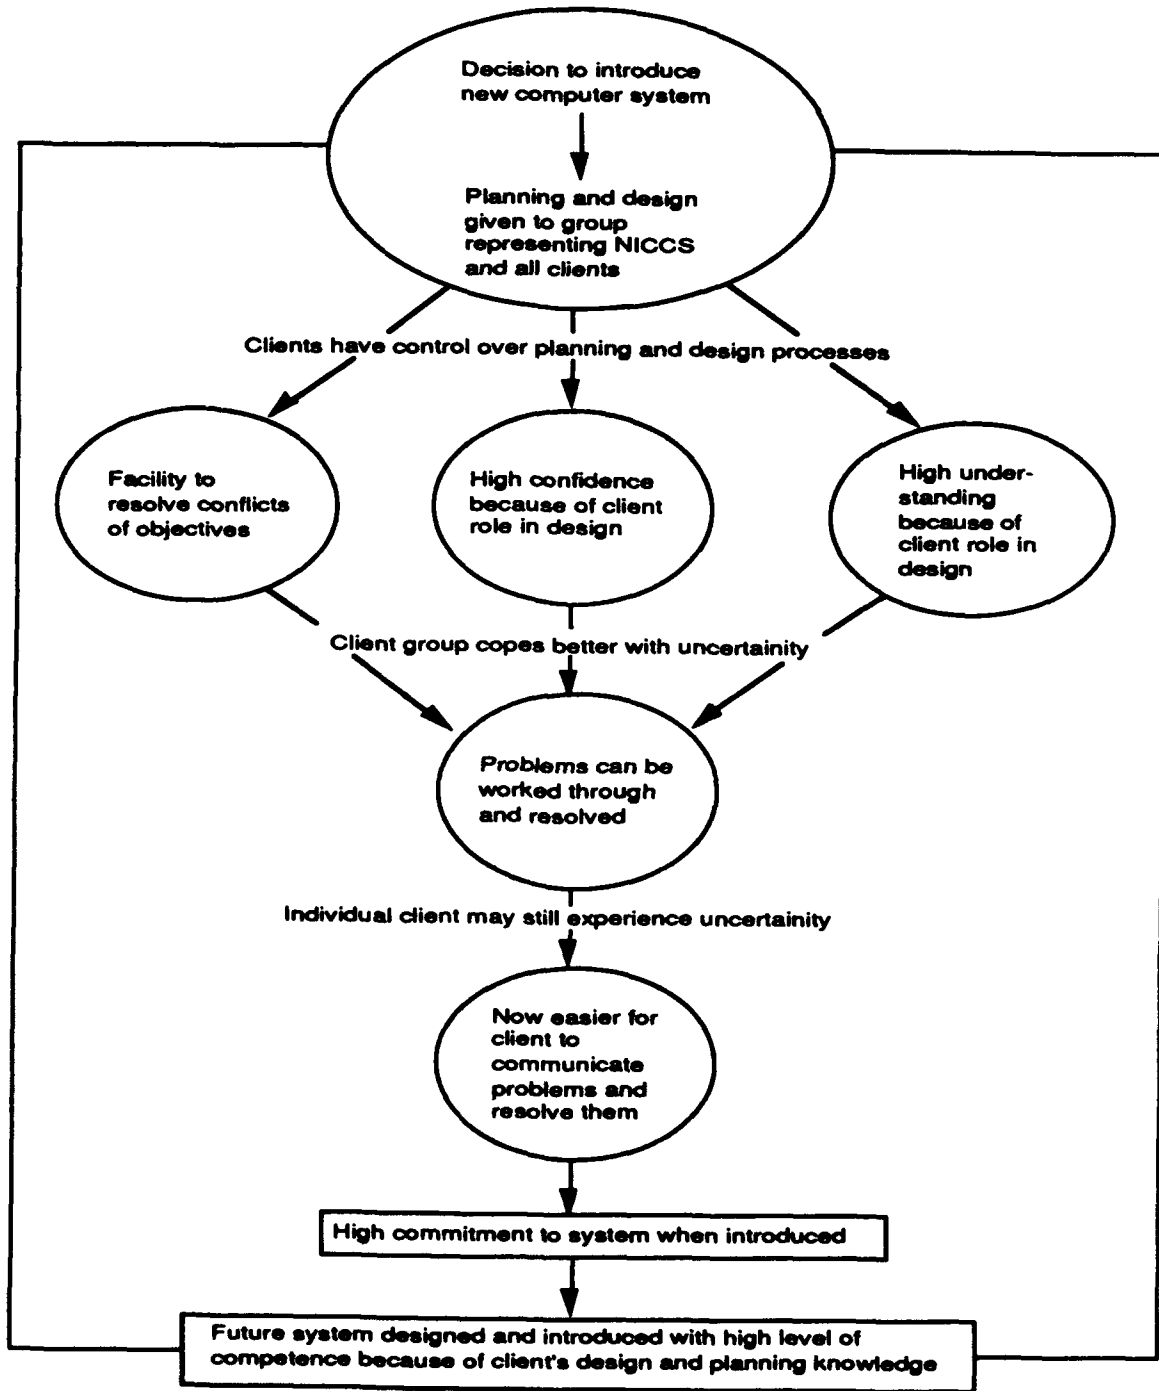 Decision to introduce
new computer system
Planning and design
given to group
representing NICCS
and all clients
Clients have control over planning and design processes
Facility to
resolve conflicts
of objectives
High confidence
because of client
role in design
High under-
standing
because of
client role in
design
Client group copes better with uncertainity
Problems can be
worked through
and resolved
Individual client may still experience uncertainity
Now easier for
client to
communicate
problems and
resolve them
High commitment to system when introduced
Future system designed and introduced with high level of
competence because of client's design and planning knowledge